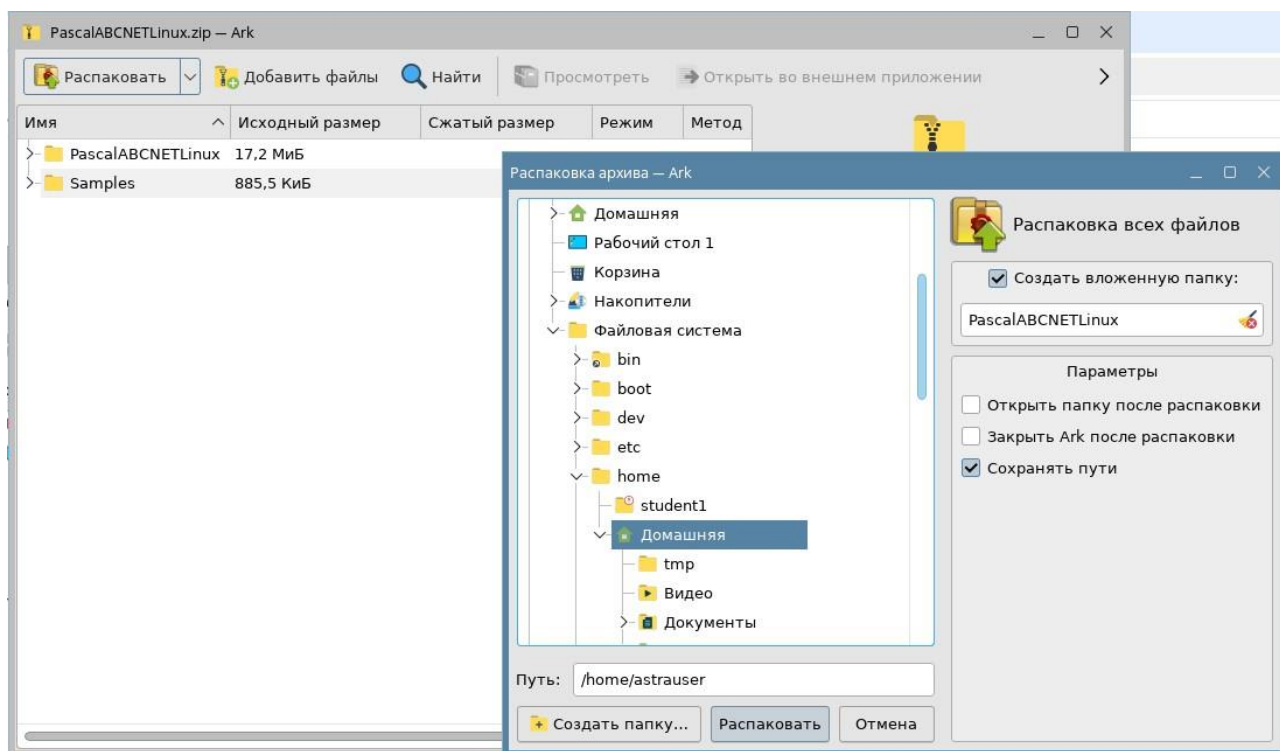 PascalABCNETLinux.zip — Ark
Распаковать Добавить файлы Найти Просмотреть Открыть во внешнем приложении
Имя Исходный размер Сжатый размер Режим Метод
PascalABCNETLinux 17,2 МиБ
Samples 885,5 КиБ
Распаковка архива — Ark
Домашняя
Рабочий стол 1
Корзина
Накопители
Файловая система
bin
boot
dev
etc
home
student1
Домашняя
tmp
Видео
Документы
Путь: /home/astrauser
Создать папку... Распаковать Отмена
Распаковка всех файлов
Создать вложенную папку:
PascalABCNETLinux
Параметры
Открыть папку после распаковки
Закрыть Ark после распаковки
Сохранять пути